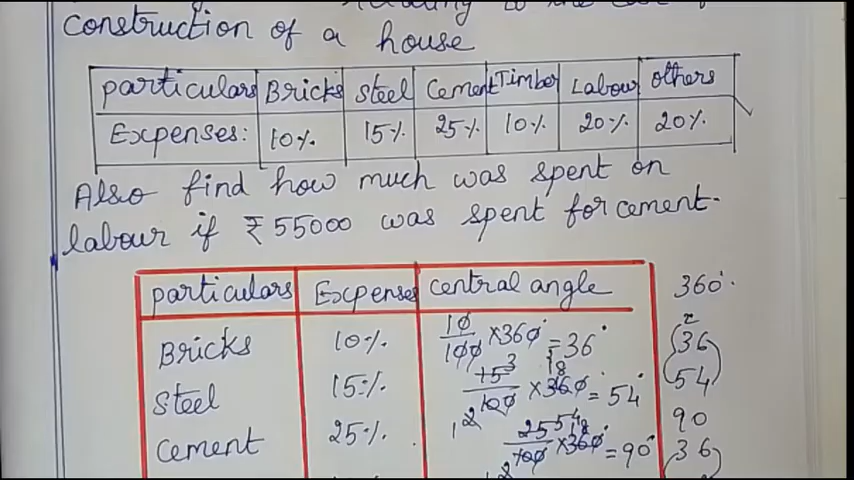 construction of a house
particulars Bricks Steel Cement Timber Labour others
Expenses: 10% 15% 25% 10% 20% 20%
Also find how much was spent on
labour if ₹55000 was spent for cement.
particulars Expenses central angle 360°
Bricks 10% 10/100 ×360° = 36° 36
Steel 15% 15/100 ×360° = 54° 54
90
Cement 25% 25/100 ×360° = 90° 36